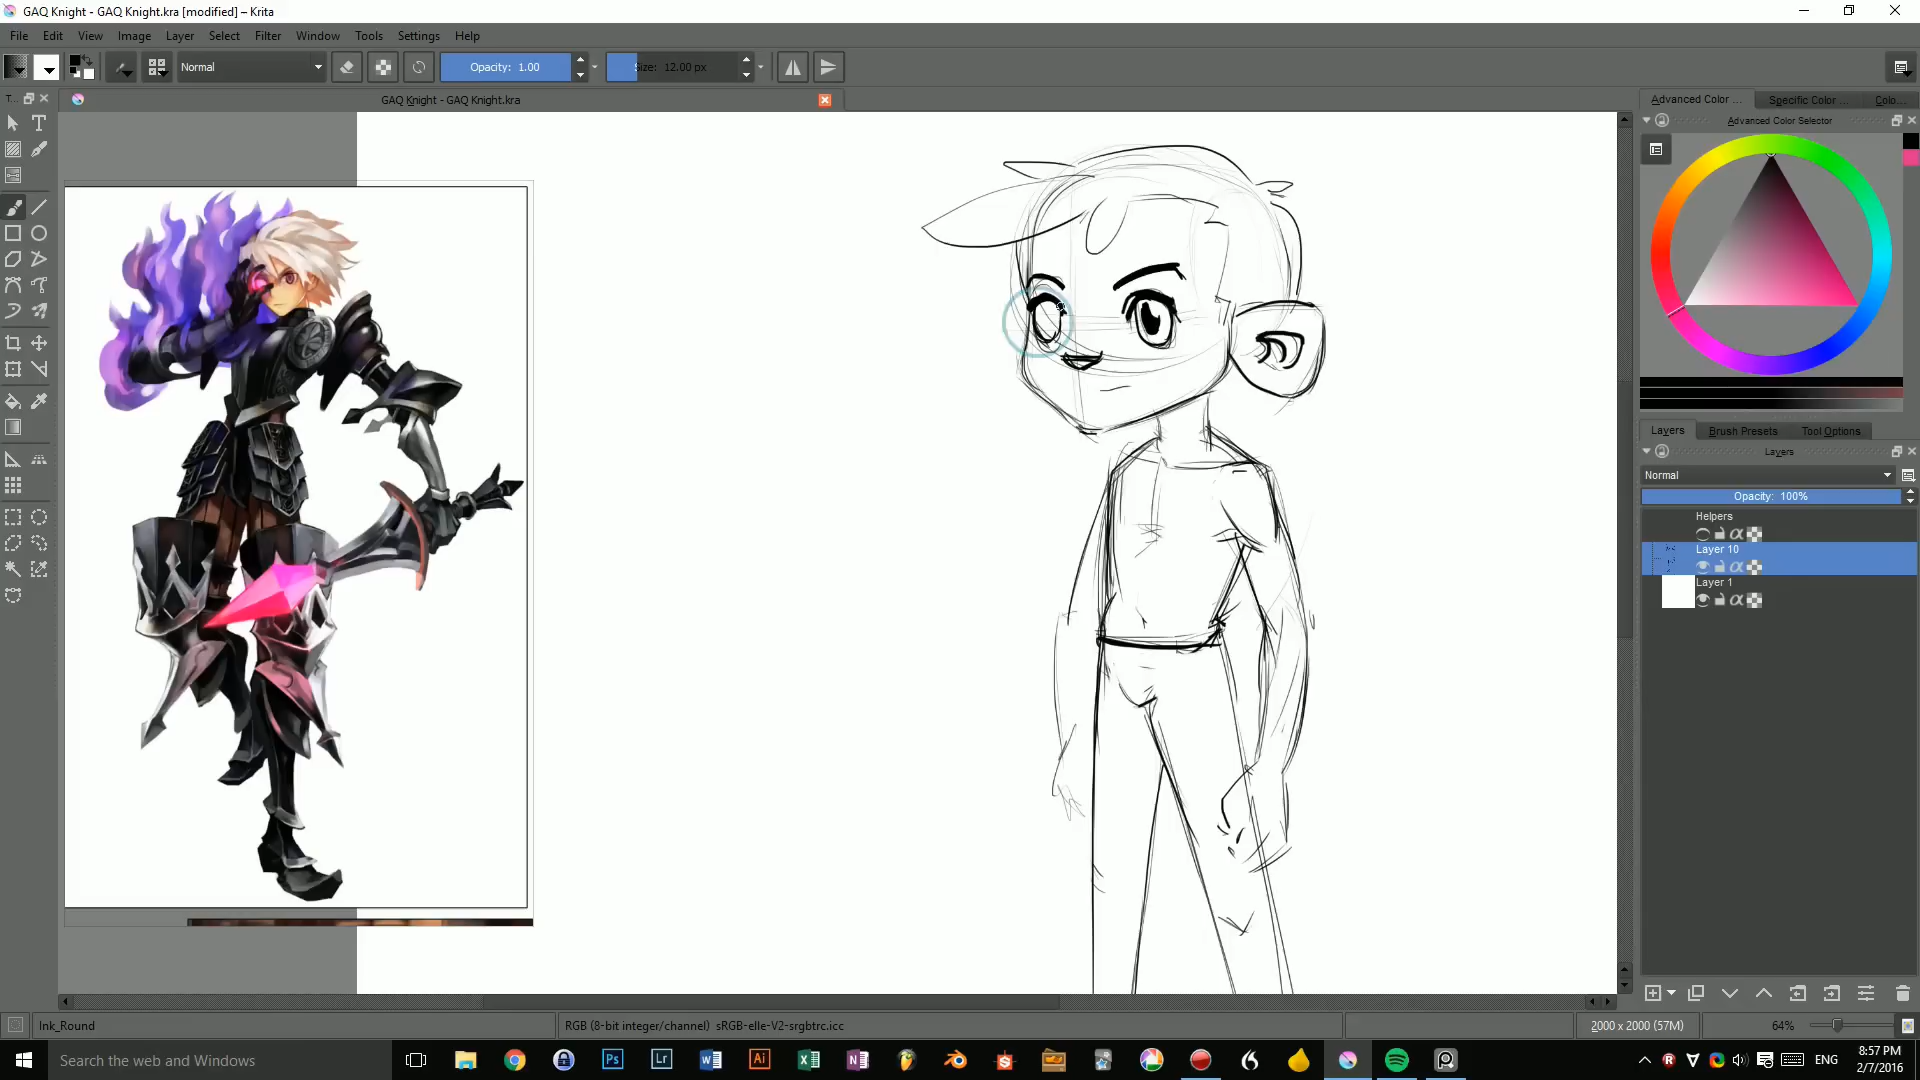 GAQ Knight - GAQ Knight.kra [modified] – Krita
File Edit View Image Layer Select Filter Window Tools Settings Help
Normal
Opacity: 1.00
Size: 12.00 px
T...
GAQ Knight - GAQ Knight.kra
Advanced Color ...
Specific Color ...
Colo...
Advanced Color Selector
Layers
Brush Presets
Tool Options
Layers
Normal
Opacity: 100%
Helpers
Layer 10
Layer 1
Ink_Round
RGB (8-bit integer/channel) sRGB-elle-V2-srgbtrc.icc
2000 x 2000 (57M)
64%
Search the web and Windows
ENG
8:57 PM
2/7/2016